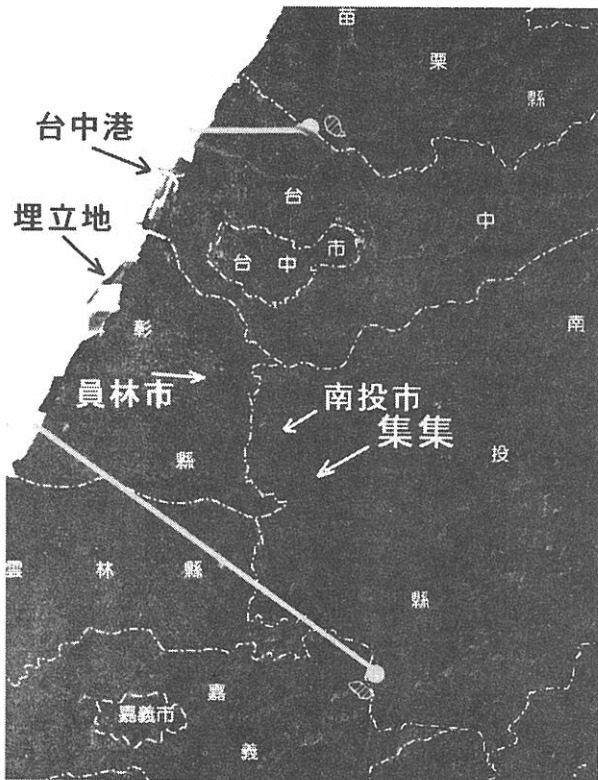 苗
栗
縣
台中港
台
中
埋立地
市
台中
南
彰
員林市
南投市
集集
縣
投
雲林縣
縣
嘉
嘉義市
義